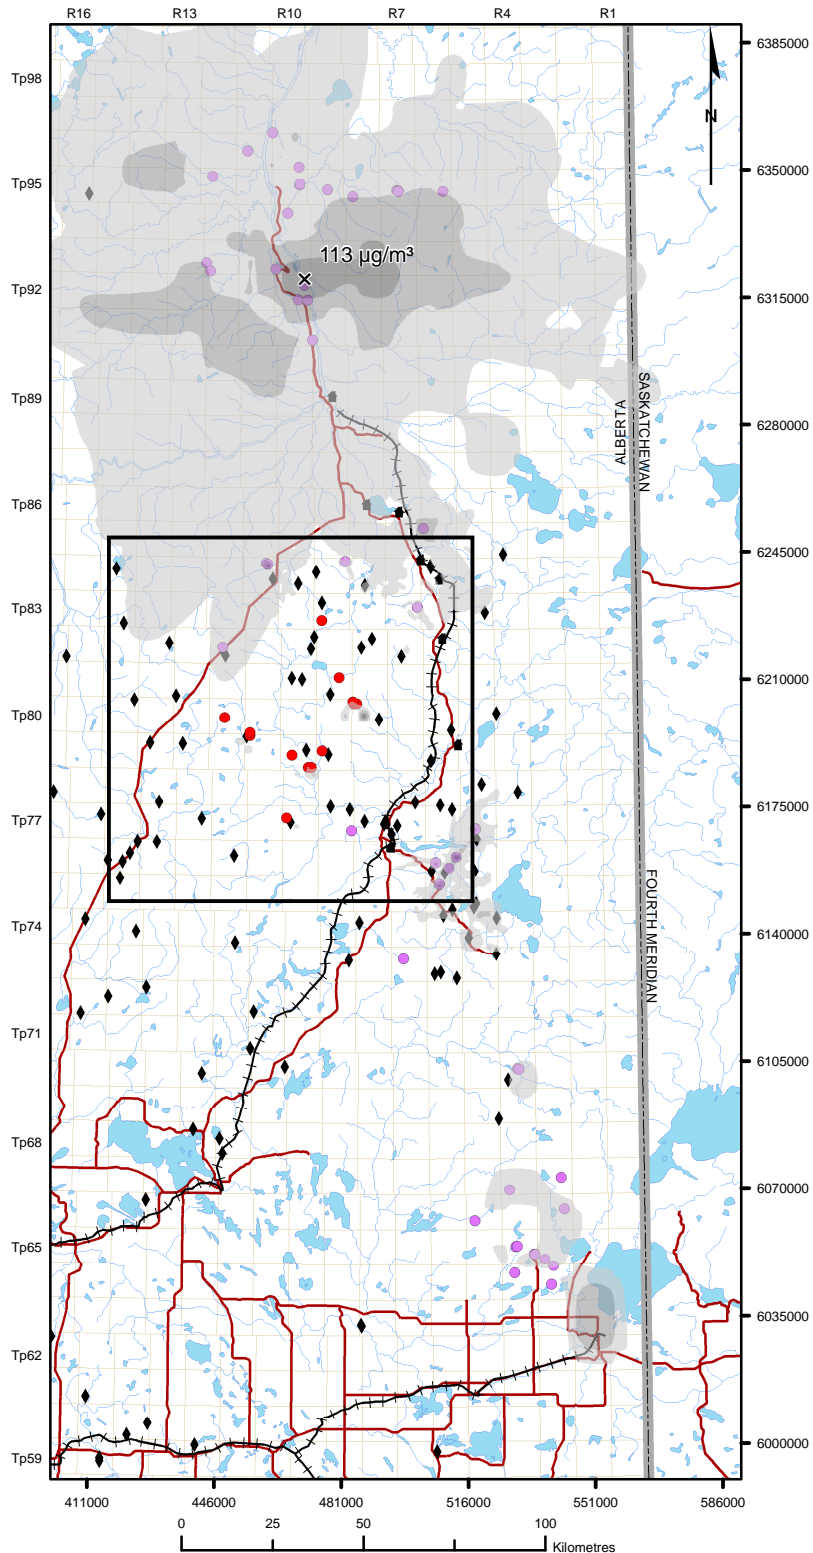 R16 R13 R10 R7 R4 R1
6385000
Tp98
N
6350000
Tp95
113 µg/m³
Tp92
6315000
Tp89
ALBERTA
SASKATCHEWAN
6280000
Tp86
6245000
Tp83
6210000
Tp80
6175000
Tp77
FOURTH MERIDIAN
Tp74
6140000
Tp71
6105000
Tp68
6070000
Tp65
6035000
Tp62
6000000
Tp59
411000 446000 481000 516000 551000 586000
0 25 50 100
Kilometres